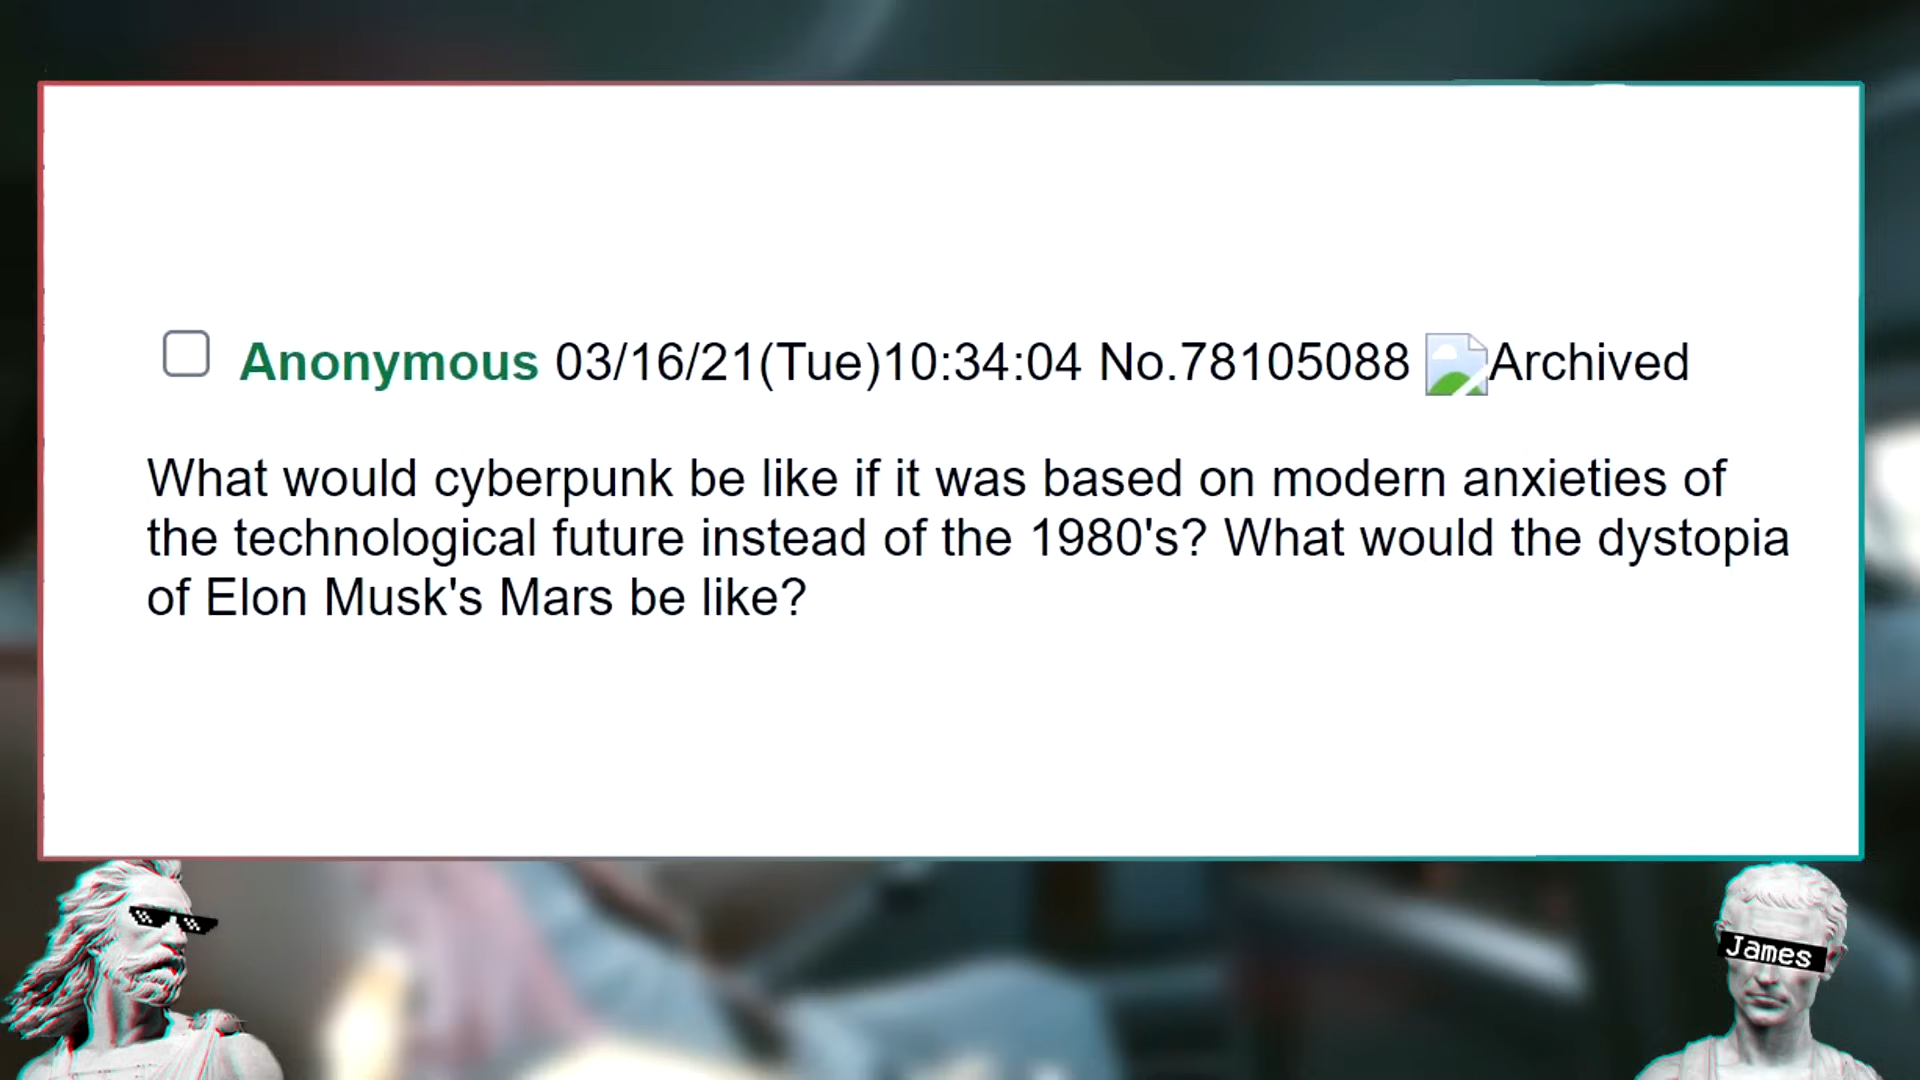 Anonymous 03/16/21(Tue)10:34:04 No.78105088 Archived
What would cyberpunk be like if it was based on modern anxieties of
the technological future instead of the 1980's? What would the dystopia
of Elon Musk's Mars be like?
James